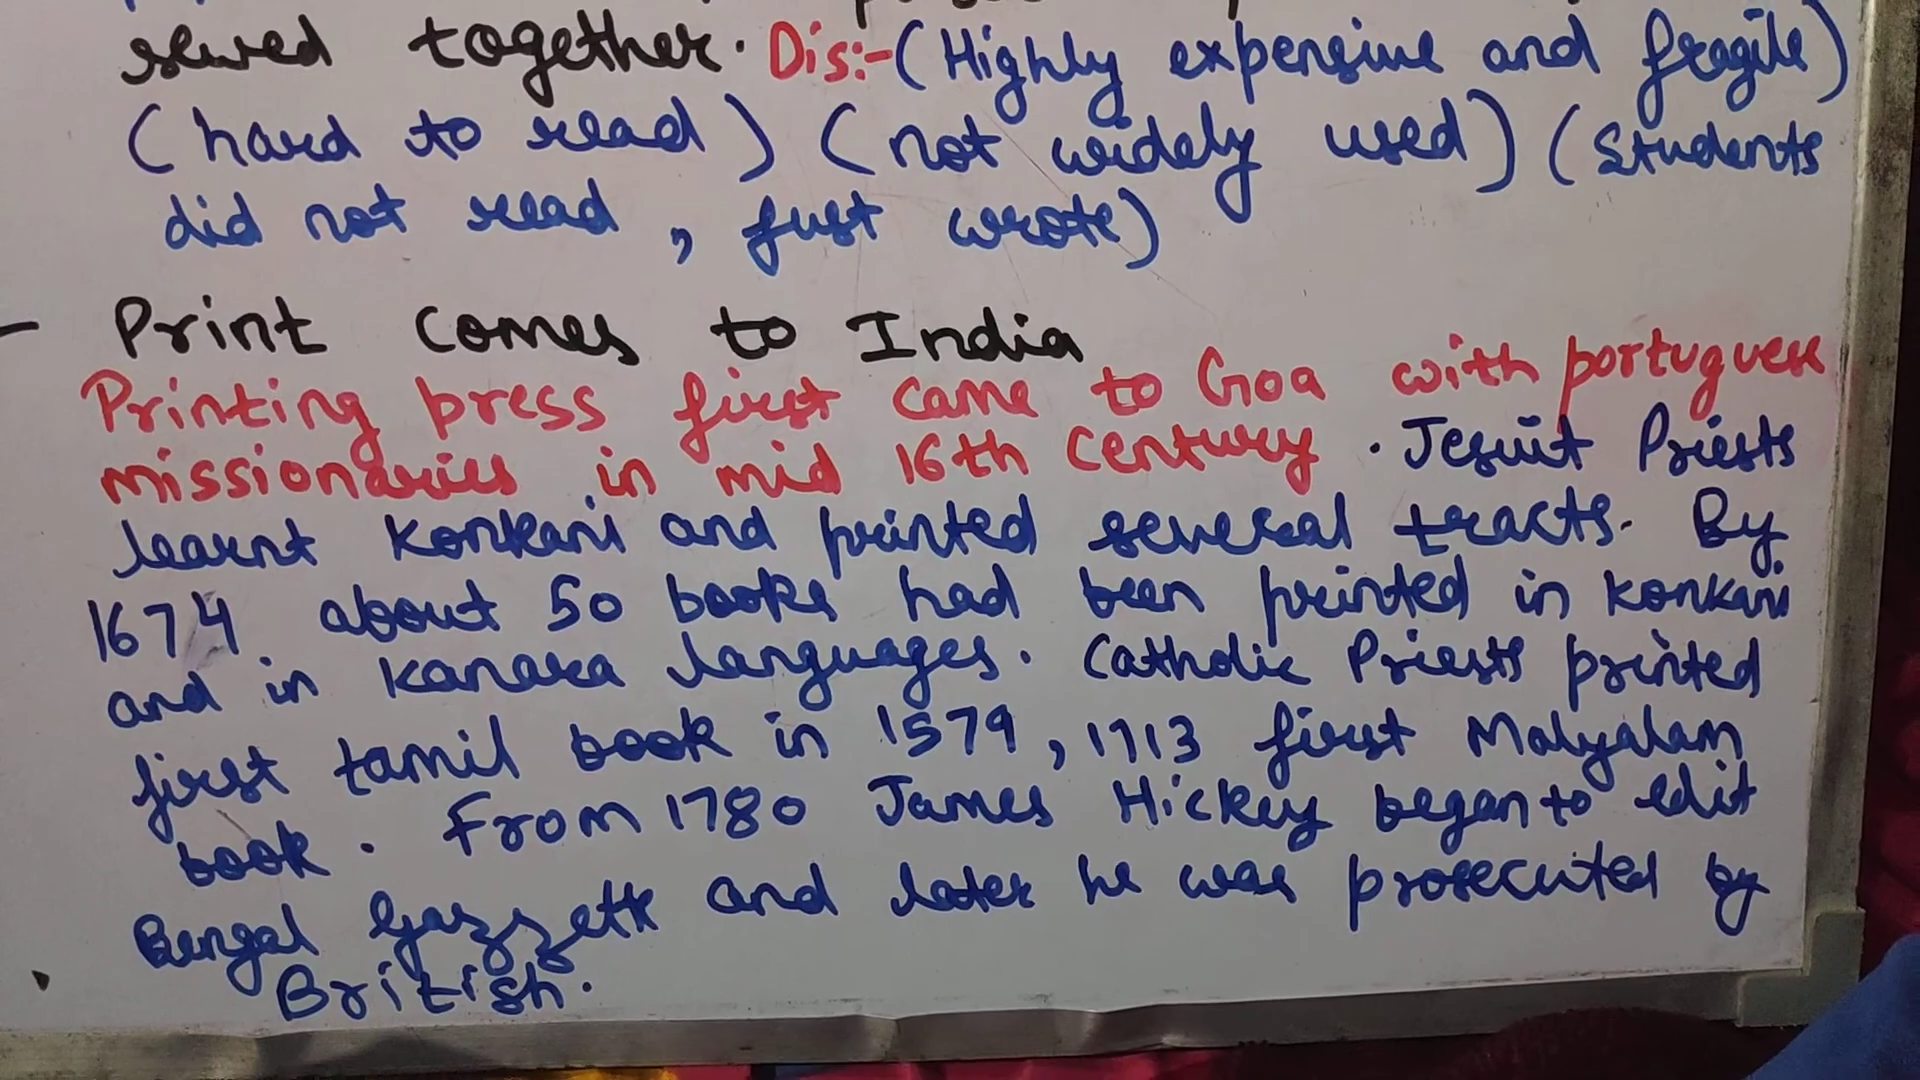 sewed together. Dis:- (Highly expensive and fragile)
(hard to read) (not widely used) (Students
did not read, just wrote)
- Print comes to India
Printing press first came to Goa with portuguese
missionaries in mid 16th century. Jesuit Priests
learnt Konkani and printed several tracts. By
1674 about 50 books had been printed in konkani
and in kanara languages. Catholic Priests printed
first tamil book in 1579, 1713 first Malyalam
book. From 1780 James Hickey began to edit
Bengal Gazzette and later he was prosecuted by
British.